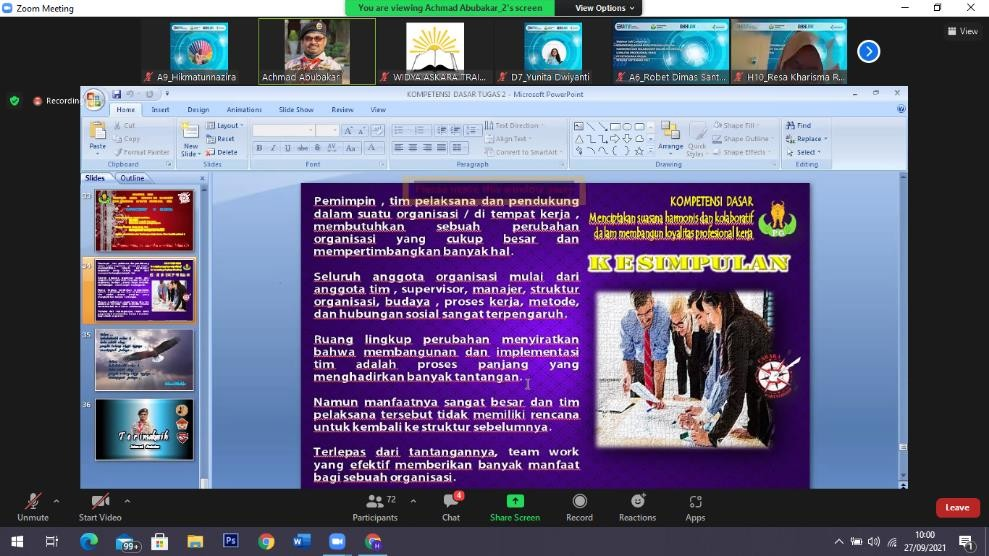 Zoom Meeting
You are viewing Achmad Abubakar_2's screen
View Options
View
A9_Hilmatunnazira
Achmad Abubakar
WIDYA ASKARA TRAI...
D7_Yunita Dwiyanti
A6_Robet Dimas Sant...
H10_Resa Kharisma R...
Recording
KOMPETENSI DASAR TUGAS 2 - Microsoft PowerPoint
Home Insert Design Animations Slide Show Review View
Paste
Cut
Copy
Format Painter
Clipboard
New Slide
Layout
Reset
Delete
Slides
Font
Text Direction
Align Text
Convert to SmartArt
Paragraph
Arrange
Quick Styles
Shape Fill
Shape Outline
Shape Effects
Drawing
Find
Replace
Select
Editing
Slides Outline
34
35
36
Terimakasih
Pemimpin , tim pelaksana dan pendukung
dalam suatu organisasi / di tempat kerja ,
membutuhkan sebuah perubahan
organisasi yang cukup besar dan
mempertimbangkan banyak hal.
Seluruh anggota organisasi mulai dari
anggota tim , supervisor, manajer, struktur
organisasi, budaya , proses kerja, metode,
dan hubungan sosial sangat terpengaruh.
Ruang lingkup perubahan menyiratkan
bahwa membangunan dan implementasi
tim adalah proses panjang yang
menghadirkan banyak tantangan.
Namun manfaatnya sangat besar dan tim
pelaksana tersebut tidak memiliki rencana
untuk kembali ke struktur sebelumnya.
Terlepas dari tantangannya, team work
yang efektif memberikan banyak manfaat
bagi sebuah organisasi.
KOMPETENSI DASAR
Menciptakan suasana harmonis dan kolaboratif
dalam membangun loyalitas profesional kerja
PG
KESIMPULAN
Unmute
Start Video
Participants
72
Chat
4
Share Screen
Record
Reactions
Apps
Leave
99+
10:00
27/09/2021
1